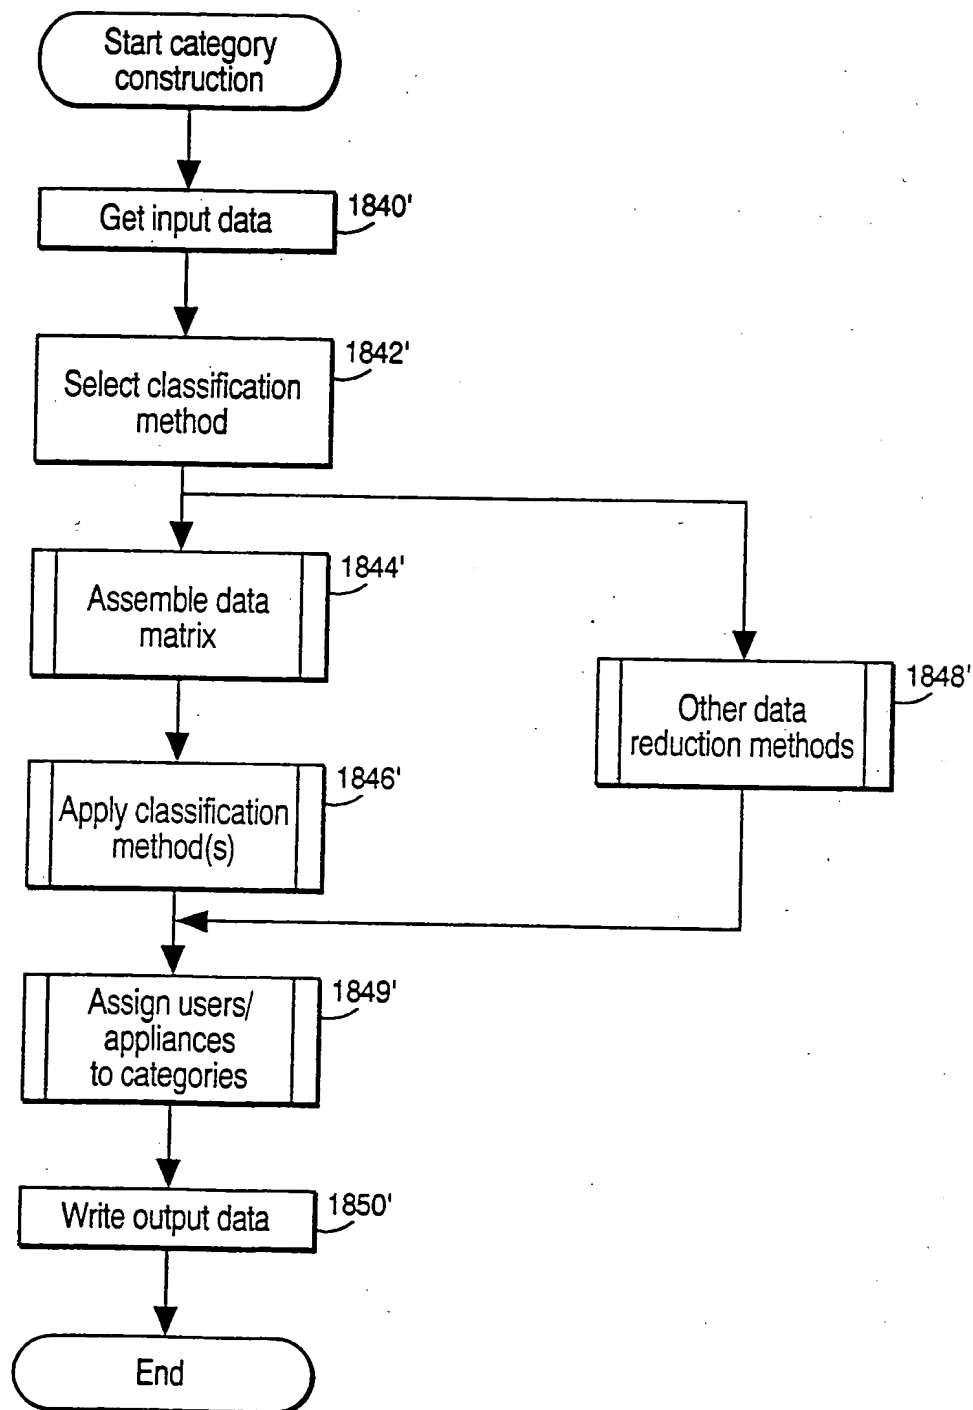 Start category
construction
Get input data
1840'
Select classification
method
1842'
Assemble data
matrix
1844'
Other data
reduction methods
1848'
Apply classification
method(s)
1846'
Assign users/
appliances
to categories
1849'
Write output data
1850'
End